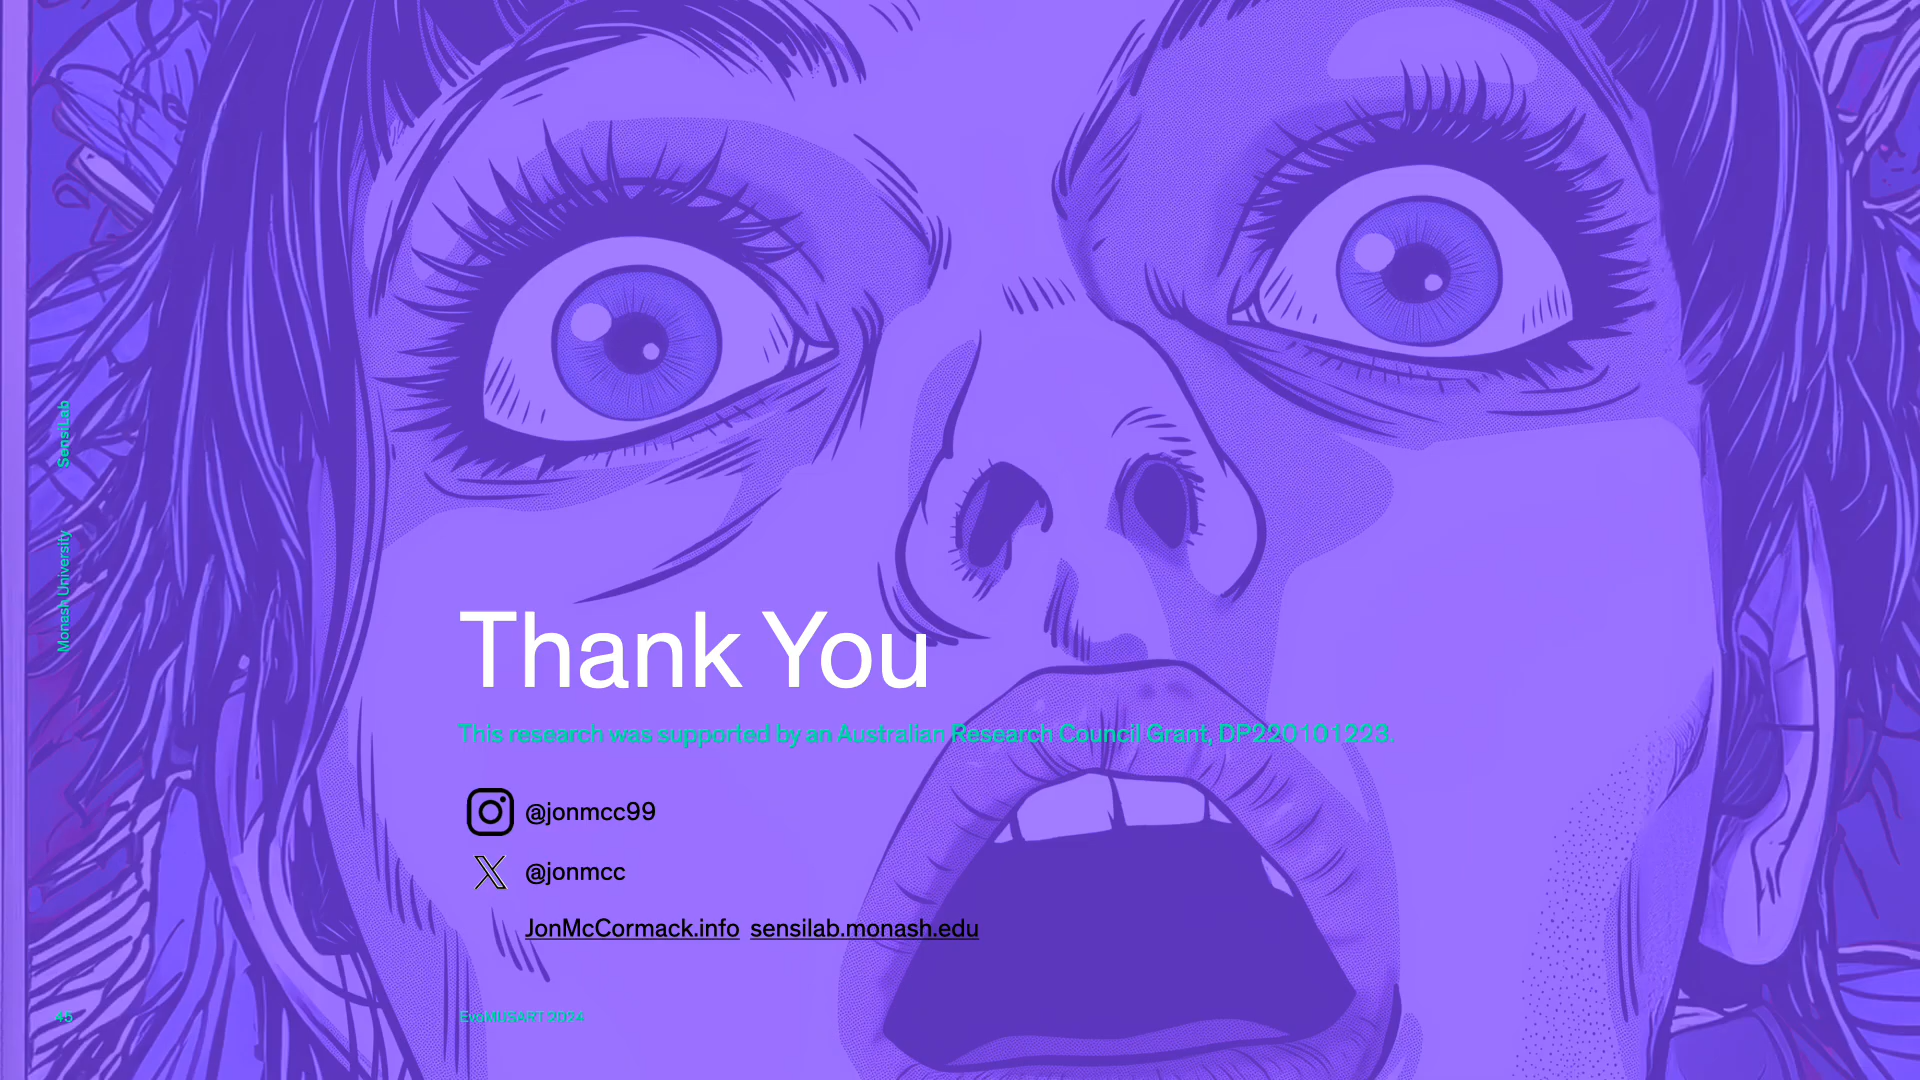 SensiLab
Monash University
Thank You
This research was supported by an Australian Research Council Grant, DP220101223.
@jonmcc99
@jonmcc
JonMcCormack.info sensilab.monash.edu
45
EvoMUSART 2024